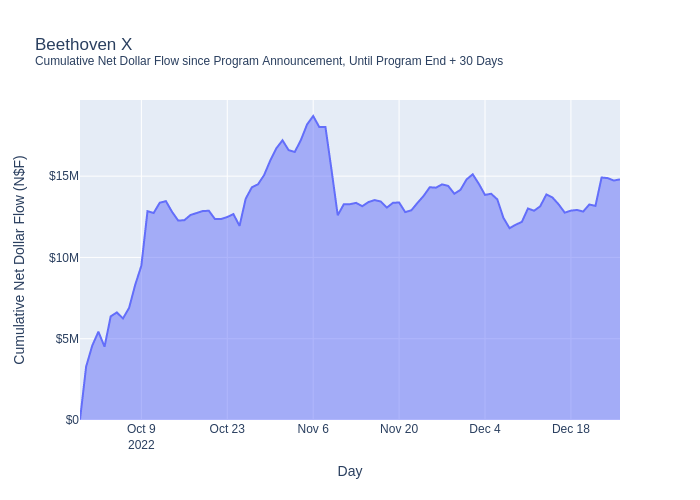 Beethoven X
Cumulative Net Dollar Flow since Program Announcement, Until Program End + 30 Days
Cumulative Net Dollar Flow (N$F)
$15M
$10M
$5M
$0
Oct 9
2022
Oct 23
Nov 6
Nov 20
Dec 4
Dec 18
Day